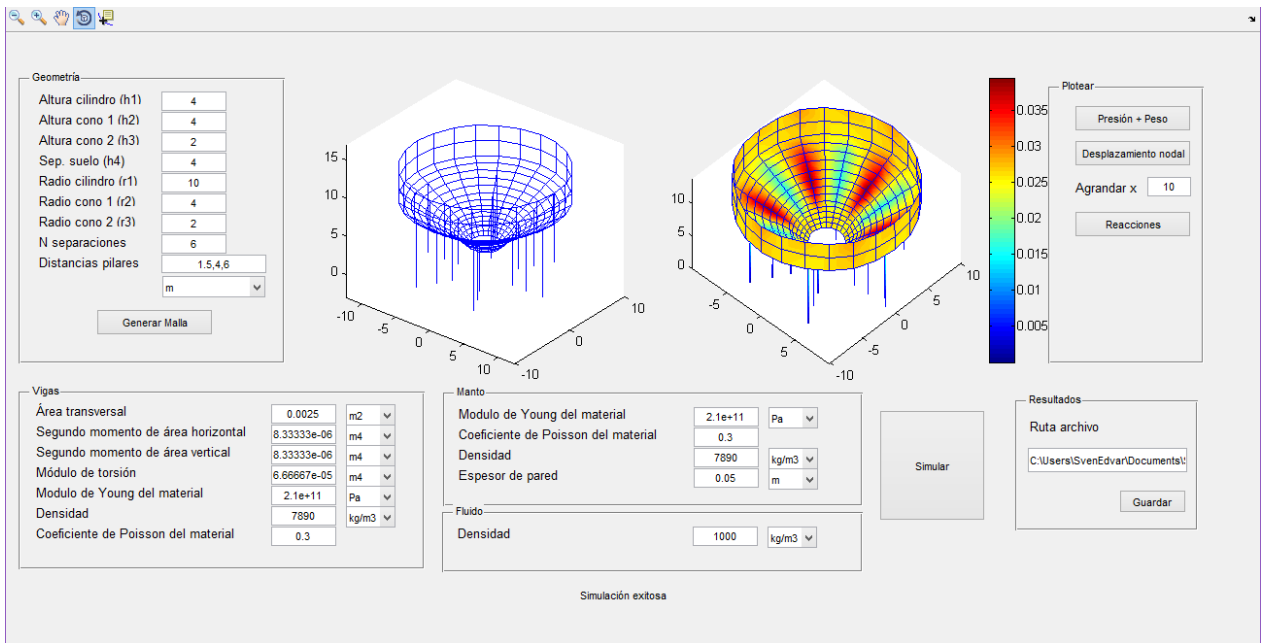 Geometría
Altura cilindro (h1) 4
Altura cono 1 (h2) 4
Altura cono 2 (h3) 2
Sep. suelo (h4) 4
Radio cilindro (r1) 10
Radio cono 1 (r2) 4
Radio cono 2 (r3) 2
N separaciones 6
Distancias pilares 1.5,4,6
m
Generar Malla
15
10
5
0
-10
-5
0
5
10
-10
0
10
10
5
0
-5
0
5
-10
-5
0
5
10
0.035
0.03
0.025
0.02
0.015
0.01
0.005
Plotear
Presión + Peso
Desplazamiento nodal
Agrandar x 10
Reacciones
Vigas
Área transversal 0.0025 m2
Segundo momento de área horizontal 8.33333e-06 m4
Segundo momento de área vertical 8.33333e-06 m4
Módulo de torsión 6.66667e-05 m4
Modulo de Young del material 2.1e+11 Pa
Densidad 7890 kg/m3
Coeficiente de Poisson del material 0.3
Manto
Modulo de Young del material 2.1e+11 Pa
Coeficiente de Poisson del material 0.3
Densidad 7890 kg/m3
Espesor de pared 0.05 m
Fluido
Densidad 1000 kg/m3
Simular
Resultados
Ruta archivo
C:\Users\SvenEdvar\Documents\
Guardar
Simulación exitosa